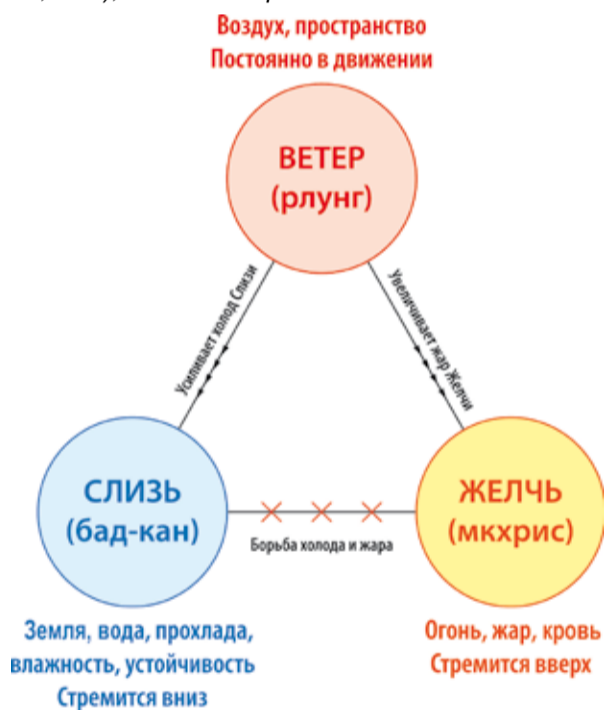 Воздух, пространство
Постоянно в движении
ВЕТЕР
(рлунг)
Усиливает холод Слизи
Увеличивает жар Желчи
СЛИЗЬ
(бад-кан)
ЖЕЛЧЬ
(мкхрис)
Борьба холода и жара
Земля, вода, прохлада,
влажность, устойчивость
Стремится вниз
Огонь, жар, кровь
Стремится вверх